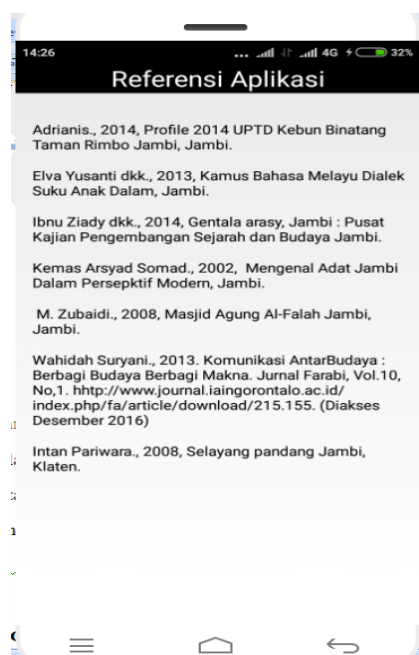 14:26
... 4G 32%
Referensi Aplikasi
Adrianis., 2014, Profile 2014 UPTD Kebun Binatang
Taman Rimbo Jambi, Jambi.
Elva Yusanti dkk., 2013, Kamus Bahasa Melayu Dialek
Suku Anak Dalam, Jambi.
Ibnu Ziady dkk., 2014, Gentala arasy, Jambi : Pusat
Kajian Pengembangan Sejarah dan Budaya Jambi.
Kemas Arsyad Somad., 2002, Mengenal Adat Jambi
Dalam Persepktif Modern, Jambi.
M. Zubaidi., 2008, Masjid Agung Al-Falah Jambi,
Jambi.
Wahidah Suryani., 2013. Komunikasi AntarBudaya :
Berbagi Budaya Berbagi Makna. Jurnal Farabi, Vol.10,
No,1. hhtp://www.journal.iaingorontalo.ac.id/
index.php/fa/article/download/215.155. (Diakses
Desember 2016)
Intan Pariwara., 2008, Selayang pandang Jambi,
Klaten.